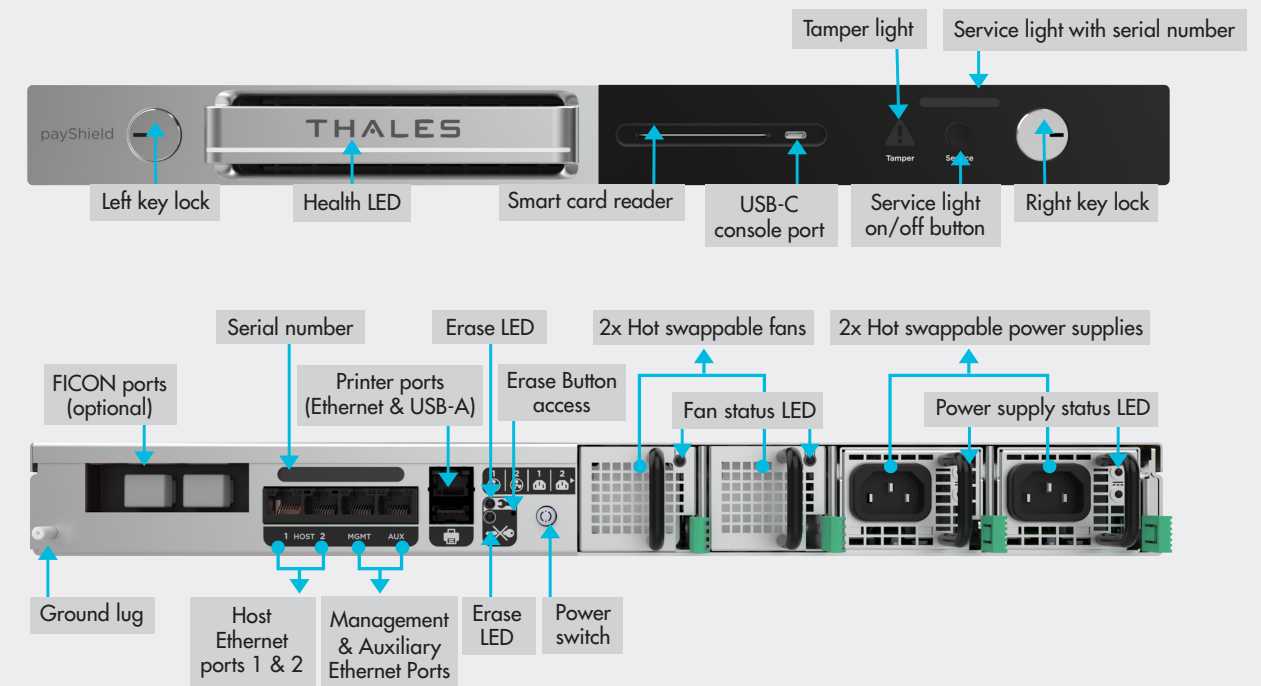 Tamper light
Service light with serial number
payShield
THALES
Tamper
Service
Left key lock
Health LED
Smart card reader
USB-C
console port
Service light
on/off button
Right key lock
Serial number
Erase LED
2x Hot swappable fans
2x Hot swappable power supplies
FICON ports
(optional)
Printer ports
(Ethernet & USB-A)
Erase Button
access
Fan status LED
Power supply status LED
1 2 1 2
1 HOST 2 MGMT AUX
Ground lug
Host
Ethernet
ports 1 & 2
Management
& Auxiliary
Ethernet Ports
Erase
LED
Power
switch